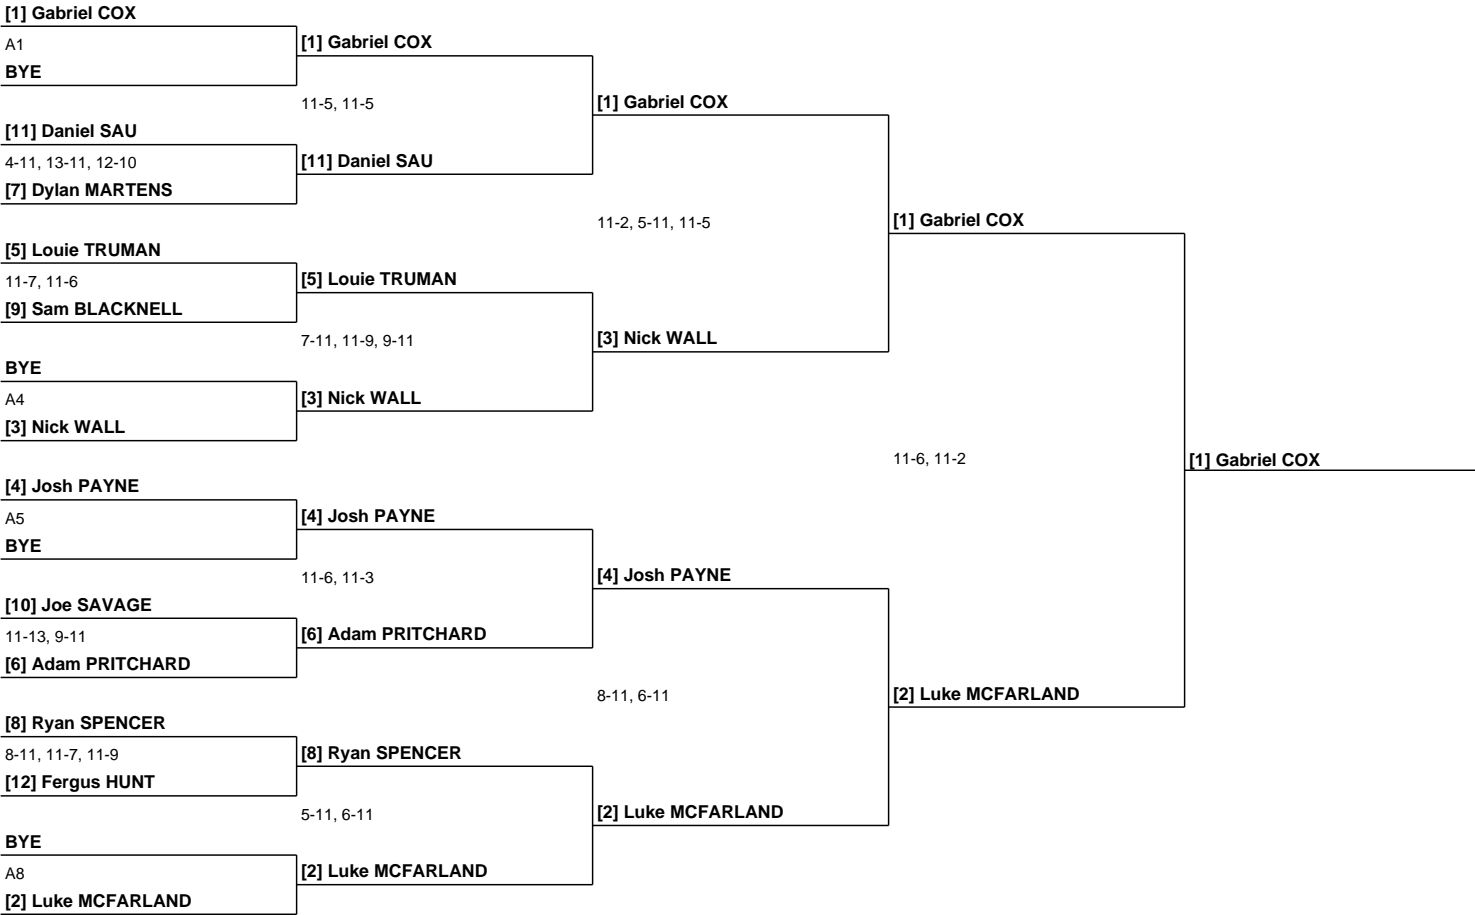 [1] Gabriel COX
A1
BYE
[11] Daniel SAU
4-11, 13-11, 12-10
[7] Dylan MARTENS
[5] Louie TRUMAN
11-7, 11-6
[9] Sam BLACKNELL
BYE
A4
[3] Nick WALL
[4] Josh PAYNE
A5
BYE
[10] Joe SAVAGE
11-13, 9-11
[6] Adam PRITCHARD
[8] Ryan SPENCER
8-11, 11-7, 11-9
[12] Fergus HUNT
BYE
A8
[2] Luke MCFARLAND
[1] Gabriel COX
11-5, 11-5
[11] Daniel SAU
[5] Louie TRUMAN
7-11, 11-9, 9-11
[3] Nick WALL
[4] Josh PAYNE
11-6, 11-3
[6] Adam PRITCHARD
[8] Ryan SPENCER
5-11, 6-11
[2] Luke MCFARLAND
[1] Gabriel COX
11-2, 5-11, 11-5
[3] Nick WALL
[4] Josh PAYNE
8-11, 6-11
[2] Luke MCFARLAND
[1] Gabriel COX
11-6, 11-2
[2] Luke MCFARLAND
[1] Gabriel COX